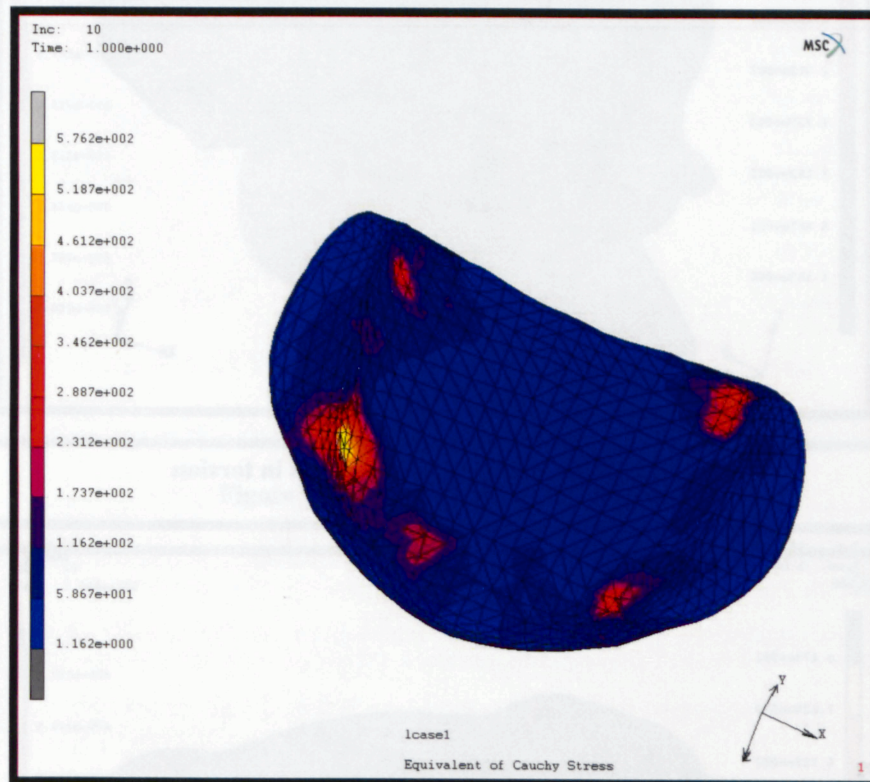 Inc: 10
Time: 1.000e+000
MSC
5.762e+002
5.187e+002
4.612e+002
4.037e+002
3.462e+002
2.887e+002
2.312e+002
1.737e+002
1.162e+002
5.867e+001
1.162e+000
Y
X
lcase1
Equivalent of Cauchy Stress
1